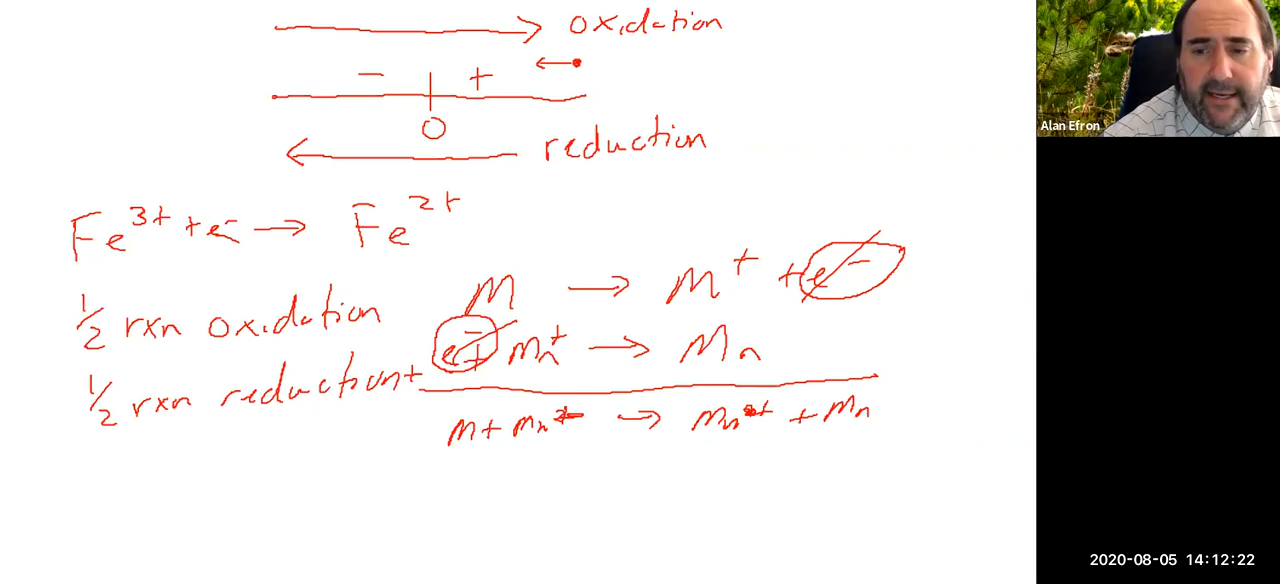 oxidation
− +
0
reduction
Fe³⁺ + e⁻ → Fe²⁺
½ rxn oxidation M → M⁺ + e⁻
½ rxn reduction + e⁻ + Mn⁺ → Mn
M + Mn → + Mn
Alan Efron
2020-08-05 14:12:22